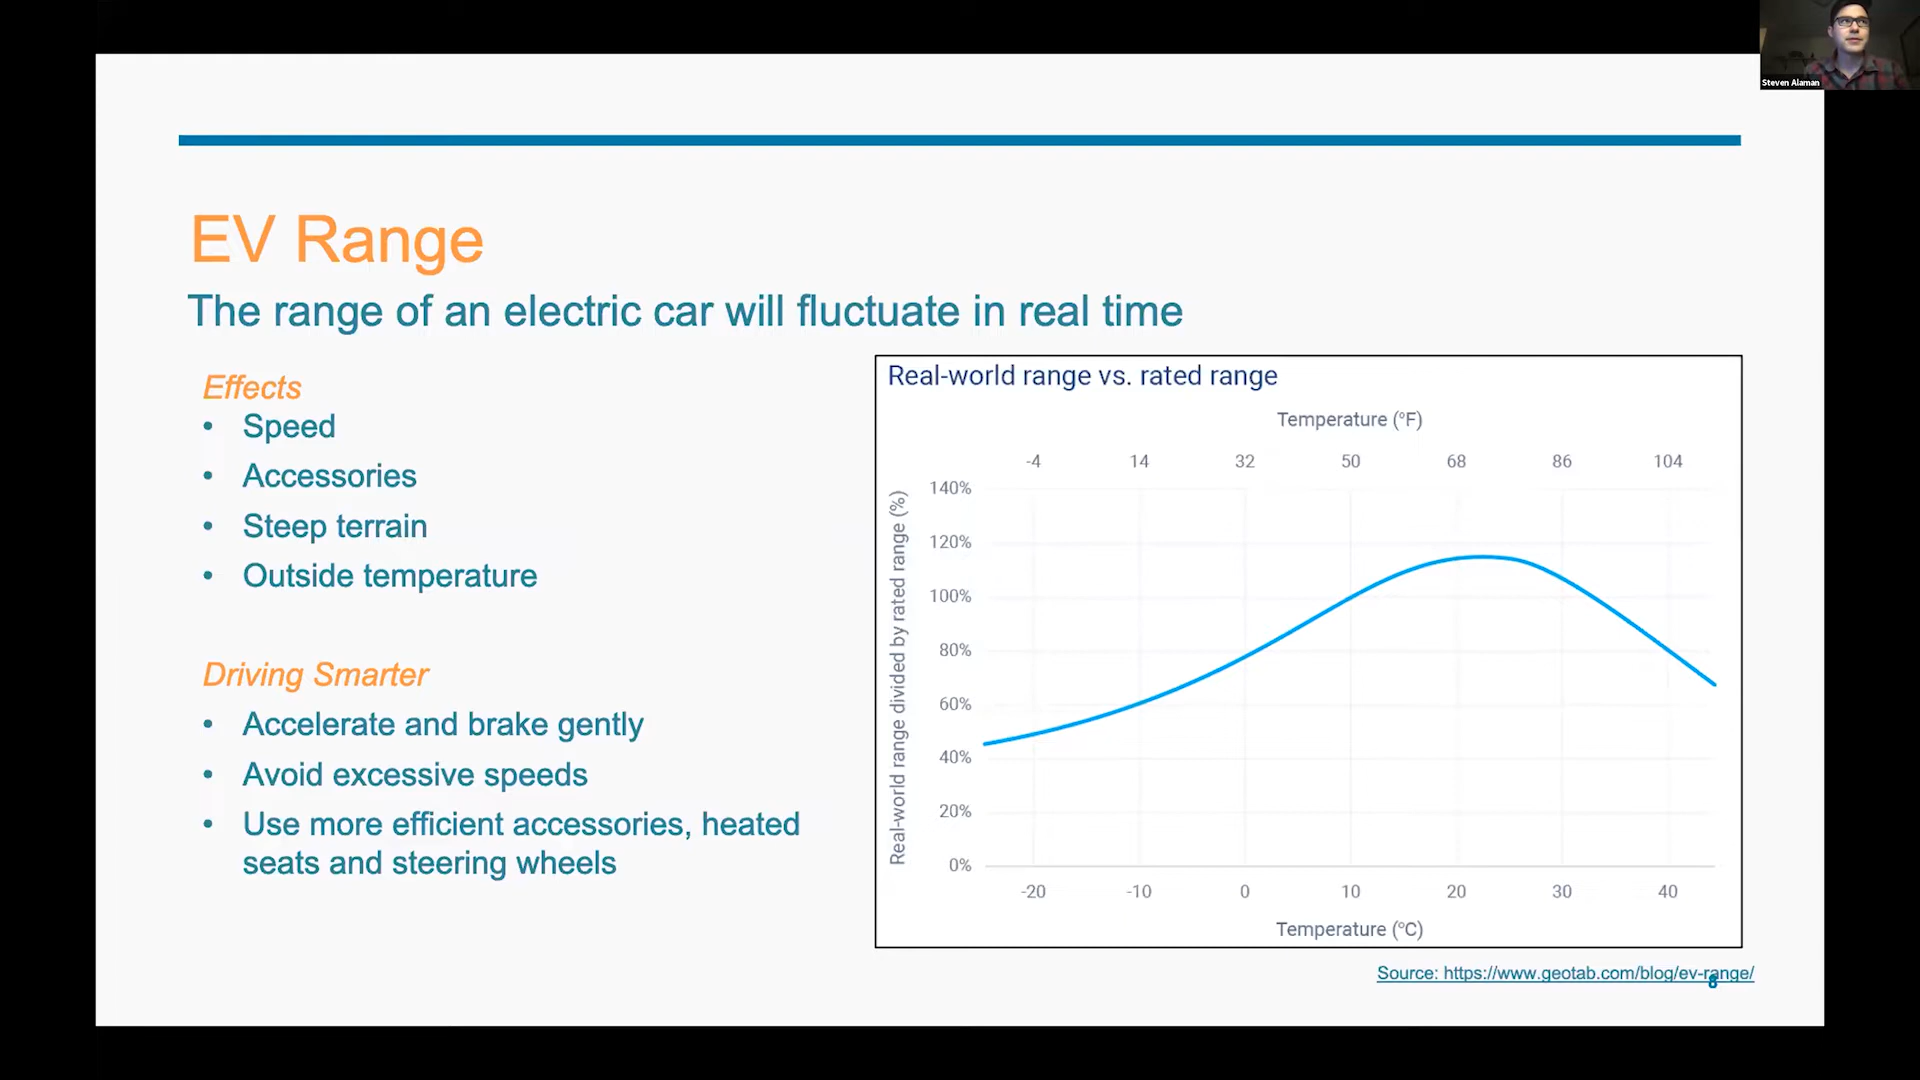 Steven Alaman
EV Range
The range of an electric car will fluctuate in real time
Effects
• Speed
• Accessories
• Steep terrain
• Outside temperature
Driving Smarter
• Accelerate and brake gently
• Avoid excessive speeds
• Use more efficient accessories, heated
seats and steering wheels
Real-world range vs. rated range
Temperature (°F)
-4 14 32 50 68 86 104
Real-world range divided by rated range (%)
140%
120%
100%
80%
60%
40%
20%
0%
-20 -10 0 10 20 30 40
Temperature (°C)
Source: https://www.geotab.com/blog/ev-range/
8